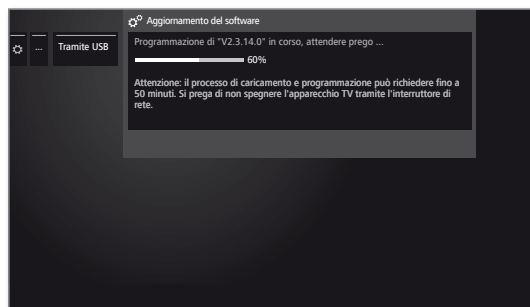 Aggiornamento del software
... Tramite USB
Programmazione di "V2.3.14.0" in corso, attendere prego ...
60%
Attenzione: il processo di caricamento e programmazione può richiedere fino a
50 minuti. Si prega di non spegnere l'apparecchio TV tramite l'interruttore di
rete.